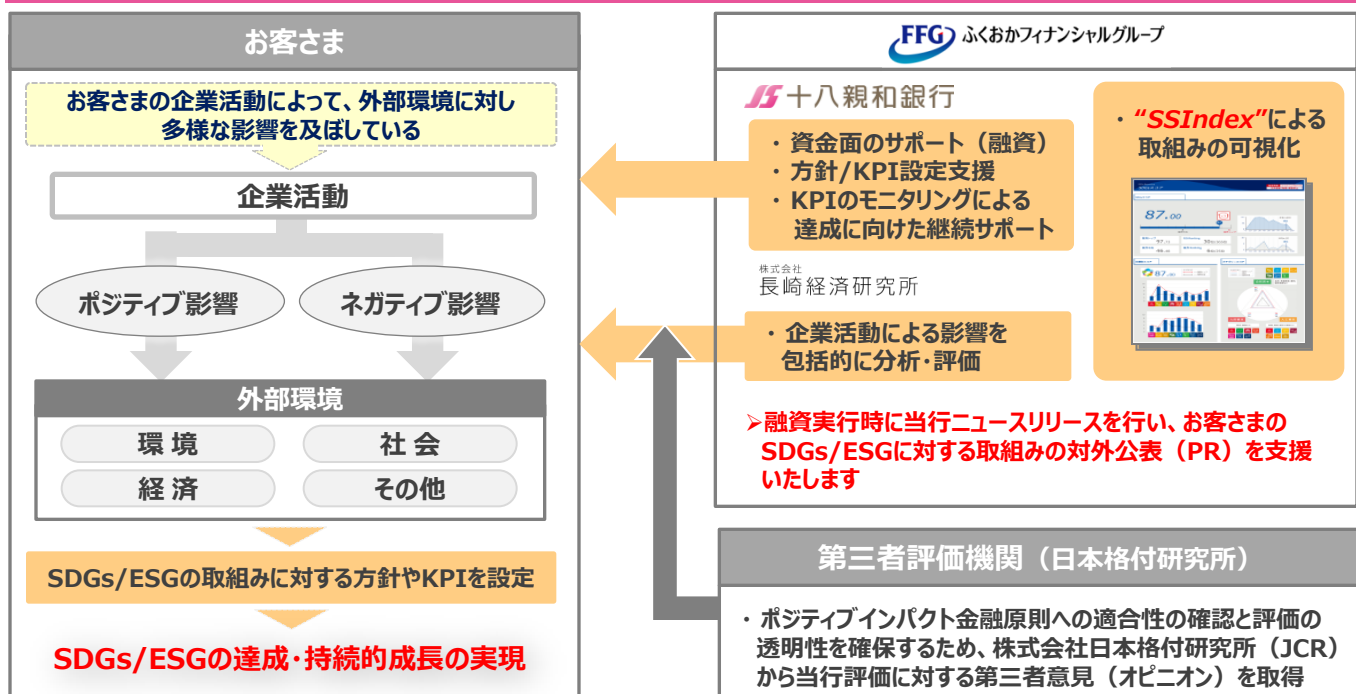 お客さま
お客さまの企業活動によって、外部環境に対し
多様な影響を及ぼしている
企業活動
ポジティブ影響
ネガティブ影響
外部環境
環 境
社 会
経 済
その他
SDGs/ESGの取組みに対する方針やKPIを設定
SDGs/ESGの達成・持続的成長の実現
FFG ふくおかフィナンシャルグループ
十八親和銀行
・ 資金面のサポート（融資）
・ 方針/KPI設定支援
・ KPIのモニタリングによる
達成に向けた継続サポート
株式会社
長崎経済研究所
・ 企業活動による影響を
包括的に分析・評価
・ “SSIndex”による
取組みの可視化
87.00
➢融資実行時に当行ニュースリリースを行い、お客さまの
SDGs/ESGに対する取組みの対外公表（PR）を支援
いたします
第三者評価機関（日本格付研究所）
・ ポジティブインパクト金融原則への適合性の確認と評価の
透明性を確保するため、株式会社日本格付研究所（JCR）
から当行評価に対する第三者意見（オピニオン）を取得